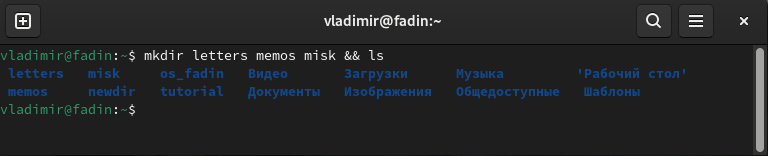 vladimir@fadin:~
vladimir@fadin:~$ mkdir letters memos misk && ls
letters misk os_fadin Видео Загрузки Музыка 'Рабочий стол'
memos newdir tutorial Документы Изображения Общедоступные Шаблоны
vladimir@fadin:~$